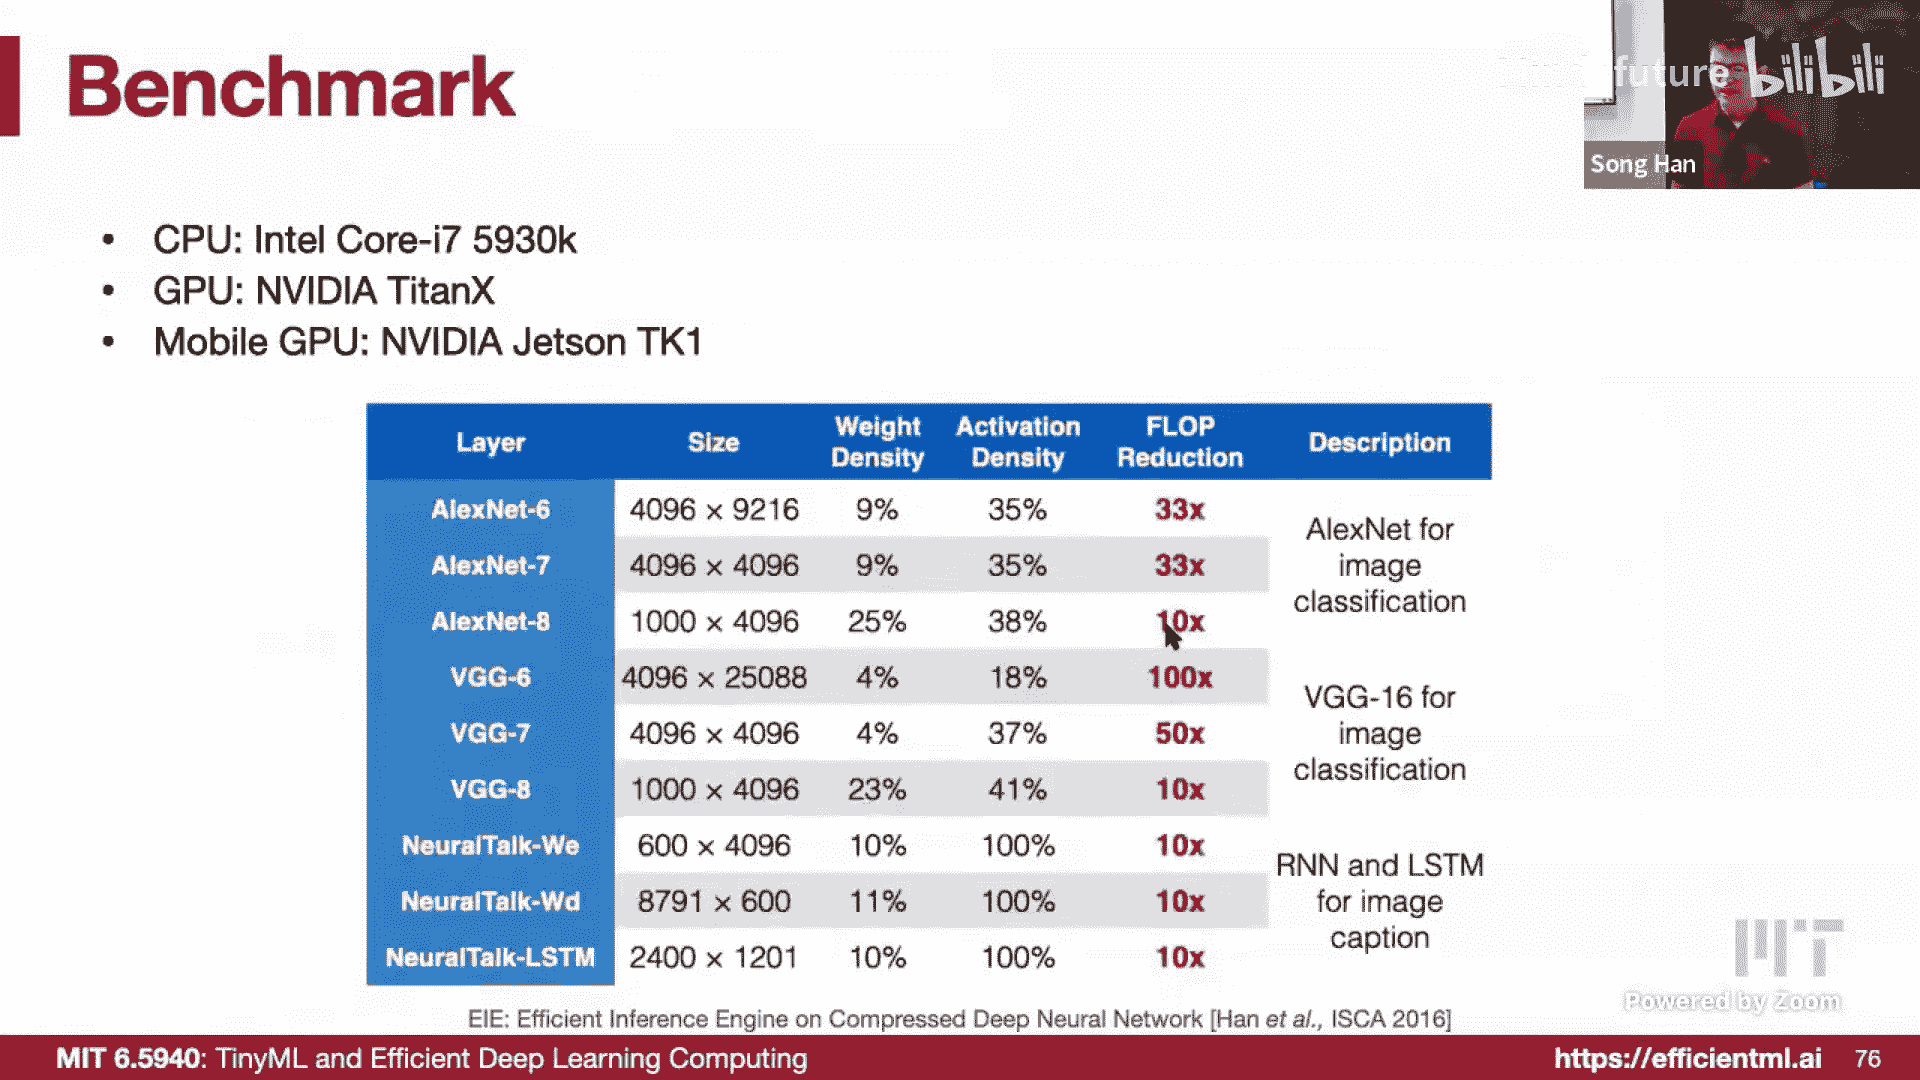 Benchmark
future bilibili
Song Han
• CPU: Intel Core-i7 5930k
• GPU: NVIDIA TitanX
• Mobile GPU: NVIDIA Jetson TK1
Layer Size Weight Density Activation Density FLOP Reduction Description
AlexNet-6 4096 × 9216 9% 35% 33x
AlexNet-7 4096 × 4096 9% 35% 33x
AlexNet for image classification
AlexNet-8 1000 × 4096 25% 38% 10x
VGG-6 4096 × 25088 4% 18% 100x
VGG-7 4096 × 4096 4% 37% 50x
VGG-16 for image classification
VGG-8 1000 × 4096 23% 41% 10x
NeuralTalk-We 600 × 4096 10% 100% 10x
NeuralTalk-Wd 8791 × 600 11% 100% 10x
RNN and LSTM for image caption
NeuralTalk-LSTM 2400 × 1201 10% 100% 10x
MIT
Powered by Zoom
EIE: Efficient Inference Engine on Compressed Deep Neural Network [Han et al., ISCA 2016]
MIT 6.5940: TinyML and Efficient Deep Learning Computing
https://efficientml.ai 76